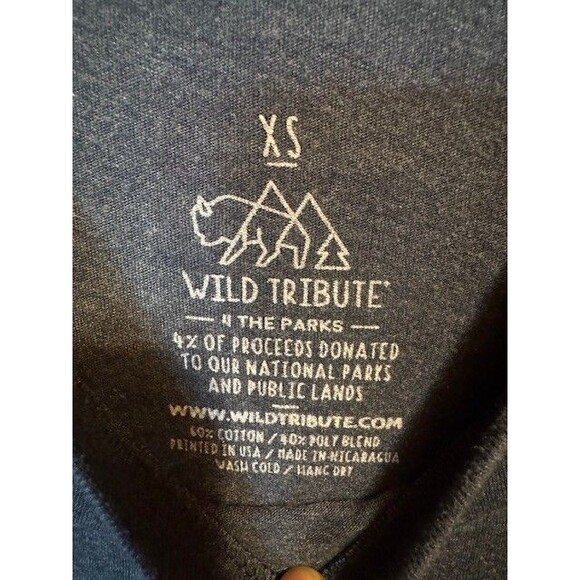 XS
WILD TRIBUTE
4 THE PARKS
4% OF PROCEEDS DONATED
TO OUR NATIONAL PARKS
AND PUBLIC LANDS
WWW.WILDTRIBUTE.COM
60% COTTON / 40% POLY BLEND
PRINTED IN USA / MADE IN NICARAGUA
WASH COLD / HANG DRY